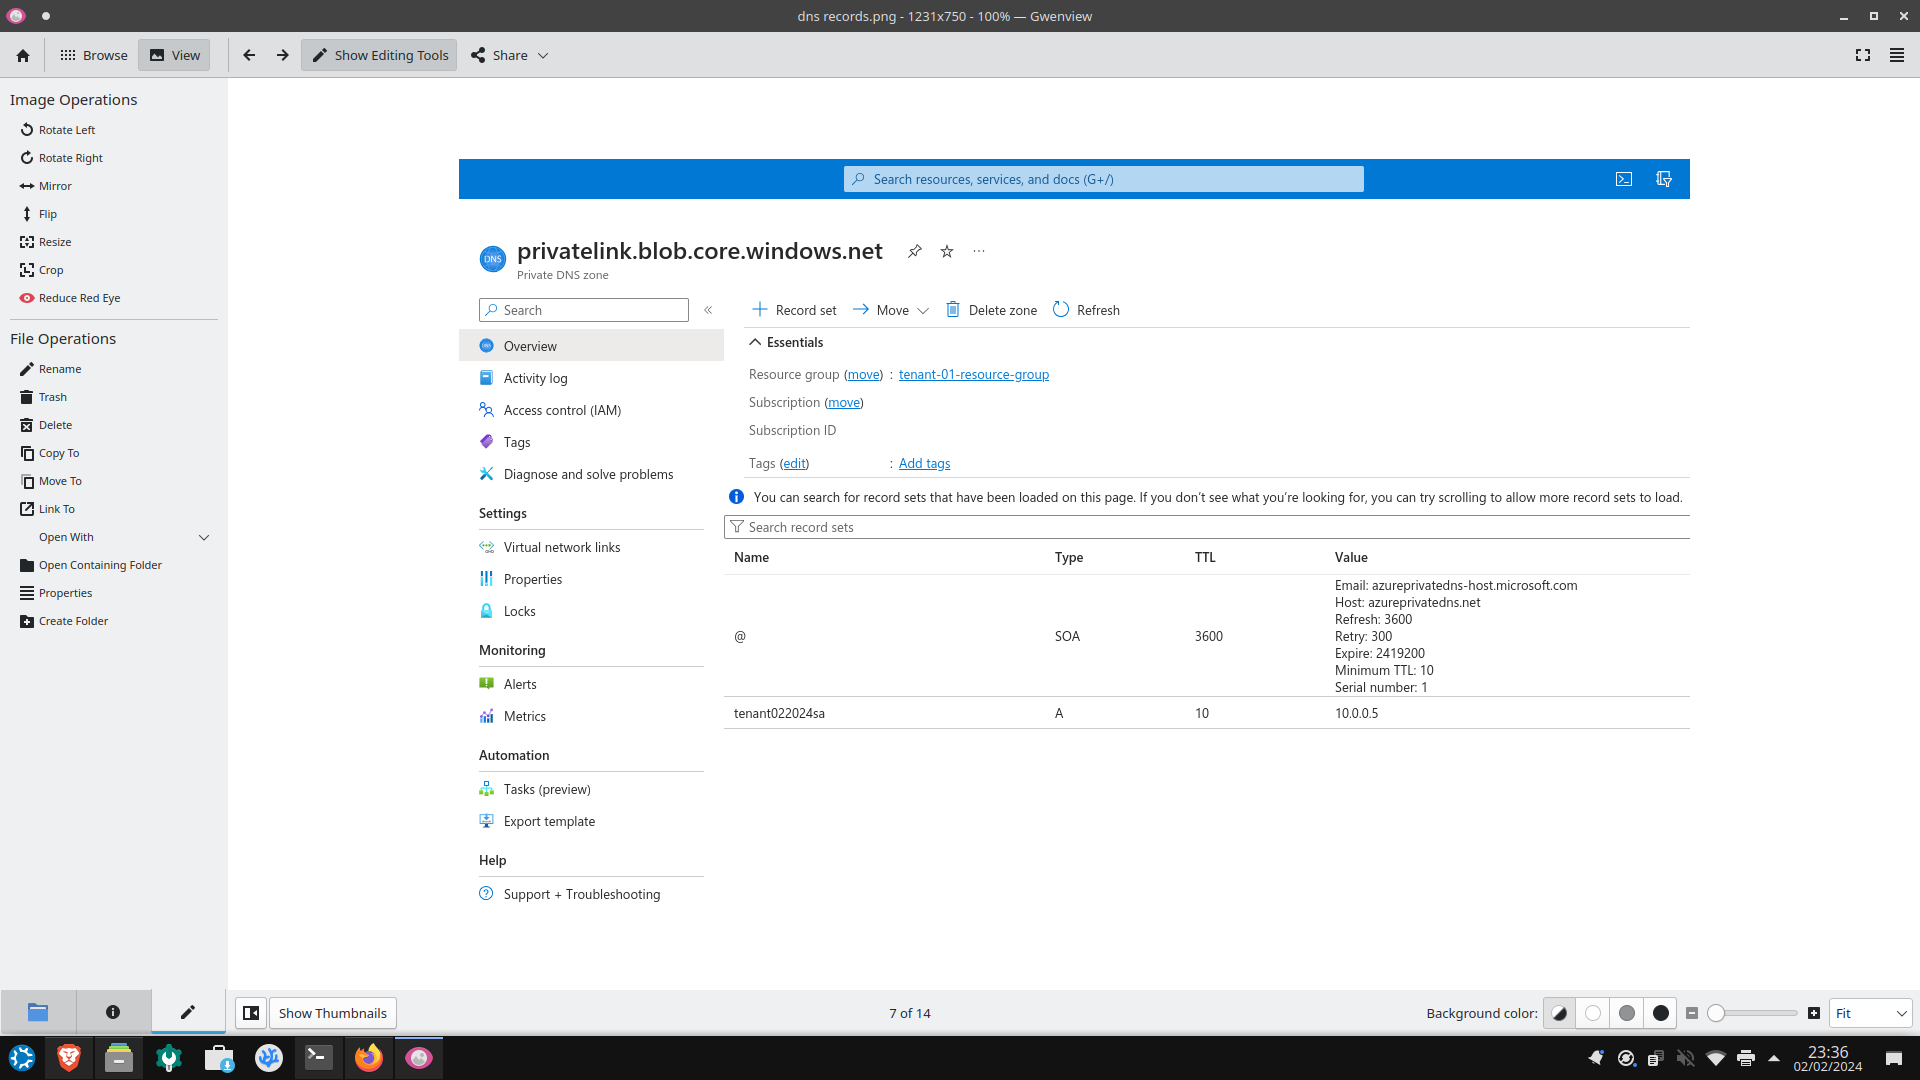 dns records.png - 1231x750 - 100% — Gwenview
Browse
View
Show Editing Tools
Share
Image Operations
Rotate Left
Rotate Right
Mirror
Flip
Resize
Crop
Reduce Red Eye
File Operations
Rename
Trash
Delete
Copy To
Move To
Link To
Open With
Open Containing Folder
Properties
Create Folder
Search resources, services, and docs (G+/)
DNS
privatelink.blob.core.windows.net
Private DNS zone
Search
Overview
Activity log
Access control (IAM)
Tags
Diagnose and solve problems
Settings
Virtual network links
Properties
Locks
Monitoring
Alerts
Metrics
Automation
Tasks (preview)
Export template
Help
Support + Troubleshooting
Record set
Move
Delete zone
Refresh
Essentials
Resource group (move) : tenant-01-resource-group
Subscription (move)
Subscription ID
Tags (edit) : Add tags
You can search for record sets that have been loaded on this page. If you don't see what you're looking for, you can try scrolling to allow more record sets to load.
Search record sets
Name Type TTL Value
@ SOA 3600
Email: azureprivatedns-host.microsoft.com
Host: azureprivatedns.net
Refresh: 3600
Retry: 300
Expire: 2419200
Minimum TTL: 10
Serial number: 1
tenant022024sa A 10 10.0.0.5
Show Thumbnails
7 of 14
Background color:
Fit
23:36
02/02/2024